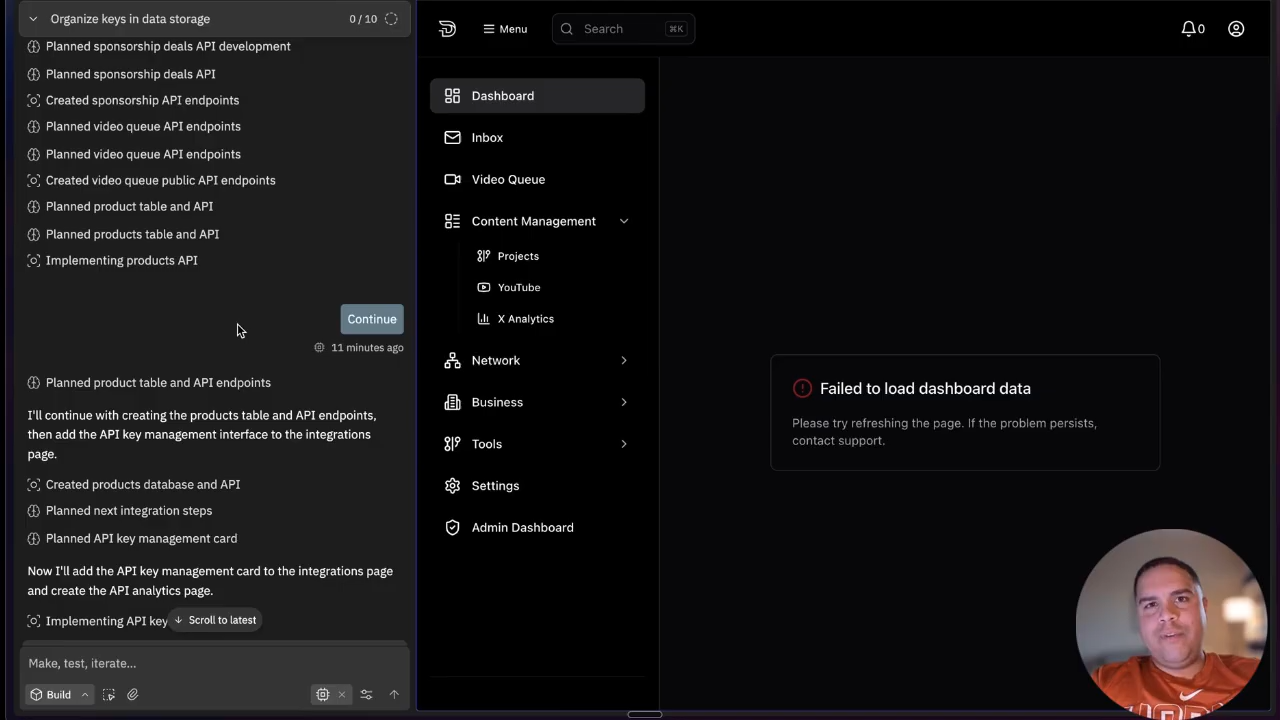 Organize keys in data storage 0 / 10
Planned sponsorship deals API development
Planned sponsorship deals API
Created sponsorship API endpoints
Planned video queue API endpoints
Planned video queue API endpoints
Created video queue public API endpoints
Planned product table and API
Planned products table and API
Implementing products API
Continue
11 minutes ago
Planned product table and API endpoints
I'll continue with creating the products table and API endpoints,
then add the API key management interface to the integrations
page.
Created products database and API
Planned next integration steps
Planned API key management card
Now I'll add the API key management card to the integrations page
and create the API analytics page.
Implementing API key
Scroll to latest
Make, test, iterate...
Build
Menu
Search ⌘K
0
Dashboard
Inbox
Video Queue
Content Management
Projects
YouTube
X Analytics
Network
Business
Tools
Settings
Admin Dashboard
Failed to load dashboard data
Please try refreshing the page. If the problem persists,
contact support.